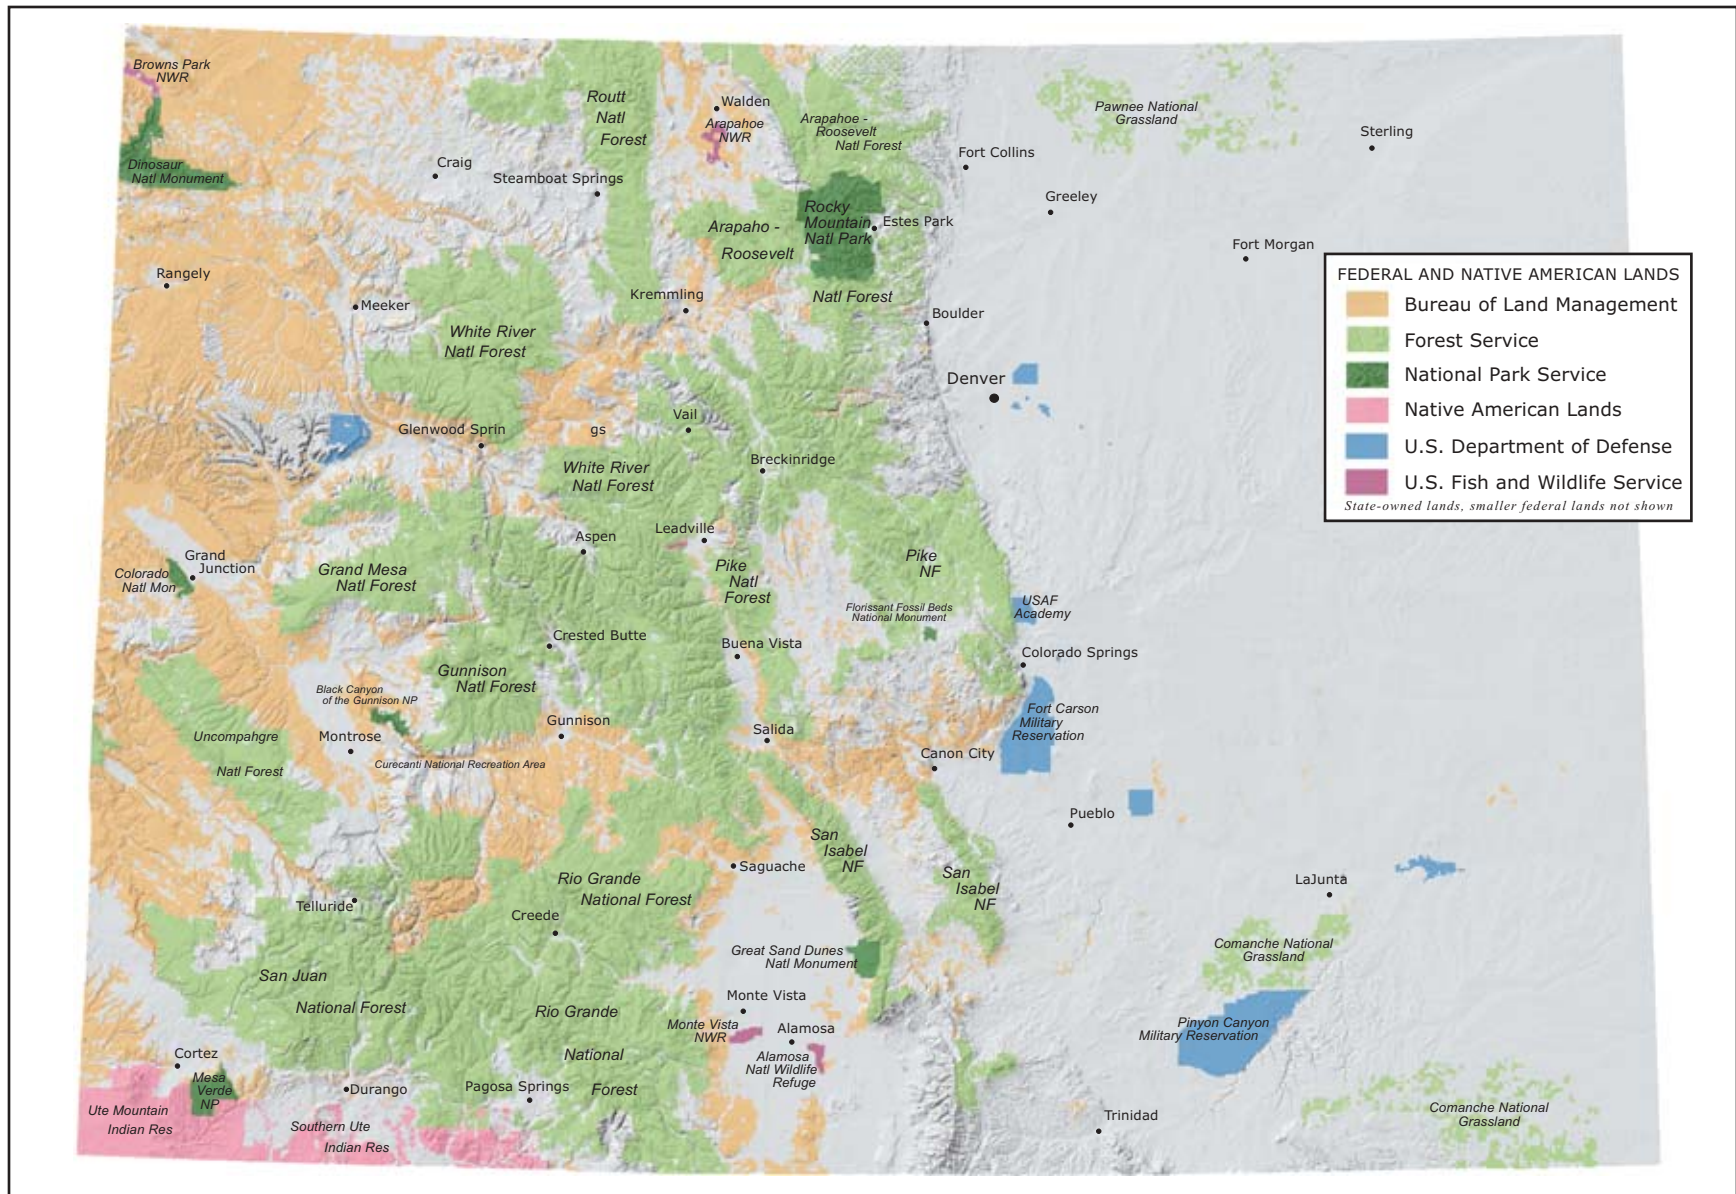 Browns Park
NWR
Routt
Natl
Forest
Walden
Arapahoe
NWR
Arapahoe -
Roosevelt
Natl Forest
Pawnee National
Grassland
Sterling
Dinosaur
Natl Monument
Craig
Steamboat Springs
Fort Collins
Greeley
Rocky
Mountain
Natl Park
Estes Park
Arapaho -
Roosevelt
Natl Forest
Fort Morgan
Rangely
Meeker
Kremmling
Boulder
White River
Natl Forest
Denver
FEDERAL AND NATIVE AMERICAN LANDS
Bureau of Land Management
Forest Service
National Park Service
Native American Lands
U.S. Department of Defense
U.S. Fish and Wildlife Service
State-owned lands, smaller federal lands not shown
Glenwood Sprin
gs
Vail
Breckinridge
White River
Natl Forest
Leadville
Aspen
Grand
Junction
Colorado
Natl Mon
Grand Mesa
Natl Forest
Pike
Natl
Forest
Pike
NF
Florissant Fossil Beds
National Monument
USAF
Academy
Crested Butte
Buena Vista
Colorado Springs
Gunnison
Natl Forest
Black Canyon
of the Gunnison NP
Gunnison
Fort Carson
Military
Reservation
Uncompahgre
Natl Forest
Montrose
Curecanti National Recreation Area
Salida
Canon City
Pueblo
San
Isabel
NF
San
Isabel
NF
Saguache
LaJunta
Rio Grande
National Forest
Telluride
Creede
Great Sand Dunes
Natl Monument
Comanche National
Grassland
San Juan
National Forest
Rio Grande
National
Forest
Monte Vista
Monte Vista
NWR
Alamosa
Alamosa
Natl Wildlife
Refuge
Pinyon Canyon
Military Reservation
Cortez
Mesa
Verde
NP
Durango
Pagosa Springs
Ute Mountain
Indian Res
Southern Ute
Indian Res
Trinidad
Comanche National
Grassland